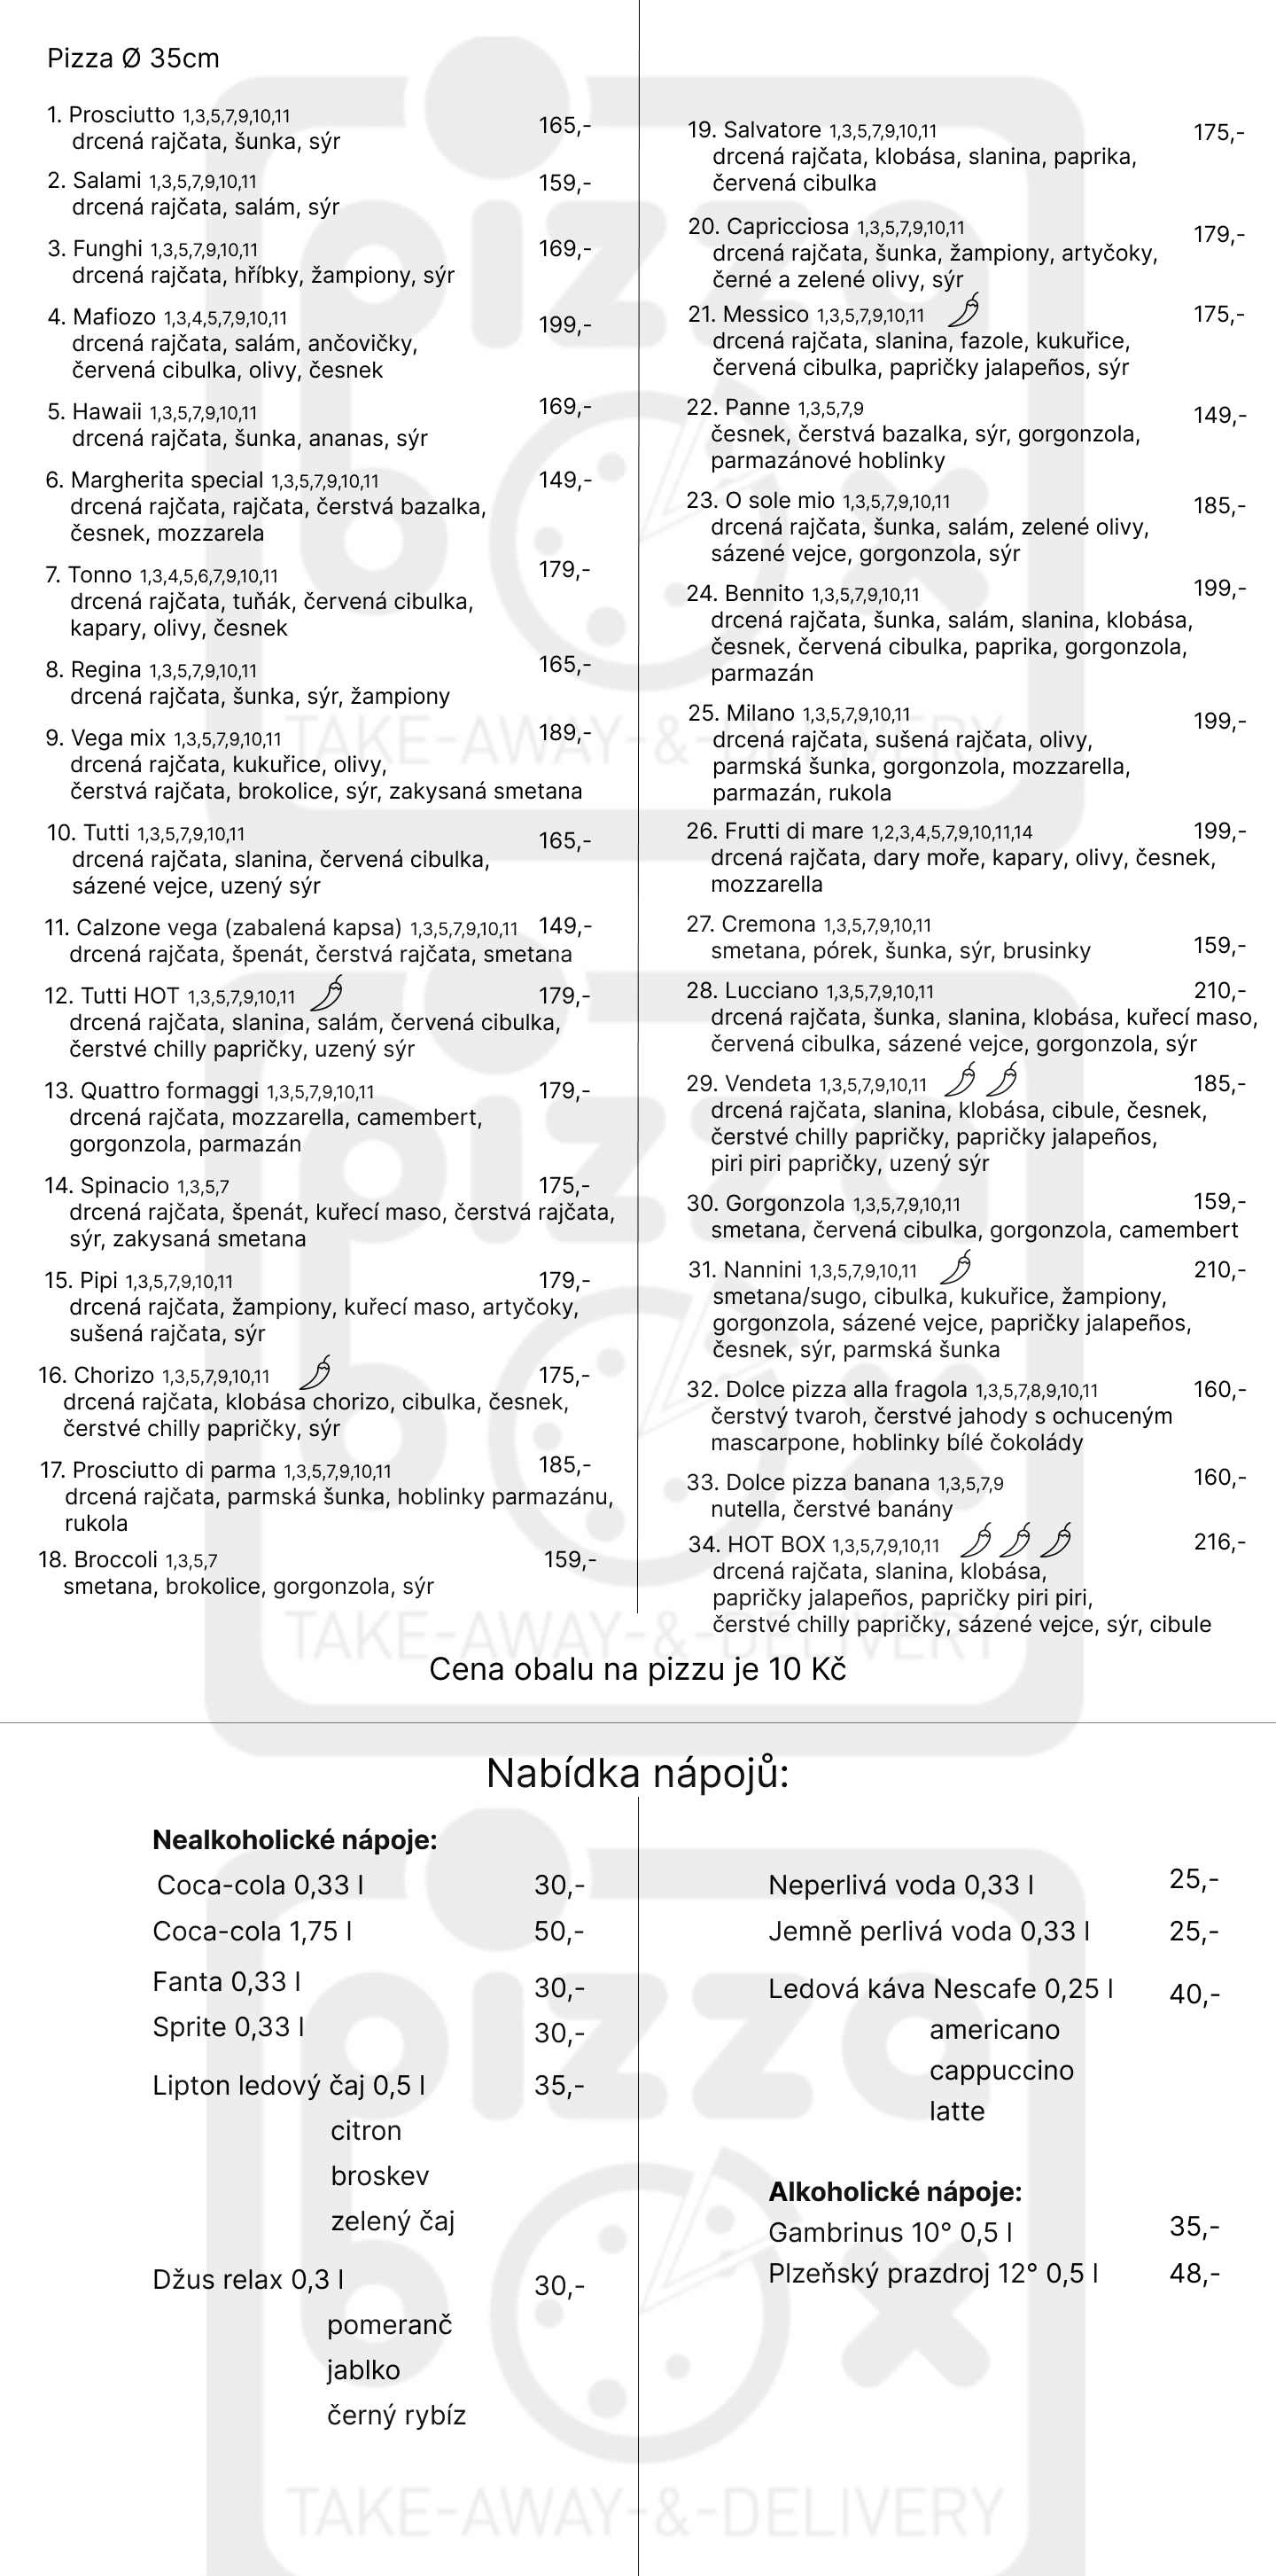 Pizza Ø 35cm
1. Prosciutto 1,3,5,7,9,10,11 165,-
drcená rajčata, šunka, sýr
2. Salami 1,3,5,7,9,10,11 159,-
drcená rajčata, salám, sýr
3. Funghi 1,3,5,7,9,10,11 169,-
drcená rajčata, hříbky, žampiony, sýr
4. Mafiozo 1,3,4,5,7,9,10,11 199,-
drcená rajčata, salám, ančovičky,
červená cibulka, olivy, česnek
5. Hawaii 1,3,5,7,9,10,11 169,-
drcená rajčata, šunka, ananas, sýr
6. Margherita special 1,3,5,7,9,10,11 149,-
drcená rajčata, rajčata, čerstvá bazalka,
česnek, mozzarela
7. Tonno 1,3,4,5,6,7,9,10,11 179,-
drcená rajčata, tuňák, červená cibulka,
kapary, olivy, česnek
8. Regina 1,3,5,7,9,10,11 165,-
drcená rajčata, šunka, sýr, žampiony
9. Vega mix 1,3,5,7,9,10,11 189,-
drcená rajčata, kukuřice, olivy,
čerstvá rajčata, brokolice, sýr, zakysaná smetana
10. Tutti 1,3,5,7,9,10,11 165,-
drcená rajčata, slanina, červená cibulka,
sázené vejce, uzený sýr
11. Calzone vega (zabalená kapsa) 1,3,5,7,9,10,11 149,-
drcená rajčata, špenát, čerstvá rajčata, smetana
12. Tutti HOT 1,3,5,7,9,10,11 179,-
drcená rajčata, slanina, salám, červená cibulka,
čerstvé chilly papričky, uzený sýr
13. Quattro formaggi 1,3,5,7,9,10,11 179,-
drcená rajčata, mozzarella, camembert,
gorgonzola, parmazán
14. Spinacio 1,3,5,7 175,-
drcená rajčata, špenát, kuřecí maso, čerstvá rajčata,
sýr, zakysaná smetana
15. Pipi 1,3,5,7,9,10,11 179,-
drcená rajčata, žampiony, kuřecí maso, artyčoky,
sušená rajčata, sýr
16. Chorizo 1,3,5,7,9,10,11 175,-
drcená rajčata, klobása chorizo, cibulka, česnek,
čerstvé chilly papričky, sýr
17. Prosciutto di parma 1,3,5,7,9,10,11 185,-
drcená rajčata, parmská šunka, hoblinky parmazánu,
rukola
18. Broccoli 1,3,5,7 159,-
smetana, brokolice, gorgonzola, sýr
19. Salvatore 1,3,5,7,9,10,11 175,-
drcená rajčata, klobása, slanina, paprika,
červená cibulka
20. Capricciosa 1,3,5,7,9,10,11 179,-
drcená rajčata, šunka, žampiony, artyčoky,
černé a zelené olivy, sýr
21. Messico 1,3,5,7,9,10,11 175,-
drcená rajčata, slanina, fazole, kukuřice,
červená cibulka, papričky jalapeños, sýr
22. Panne 1,3,5,7,9 149,-
česnek, čerstvá bazalka, sýr, gorgonzola,
parmazánové hoblinky
23. O sole mio 1,3,5,7,9,10,11 185,-
drcená rajčata, šunka, salám, zelené olivy,
sázené vejce, gorgonzola, sýr
24. Bennito 1,3,5,7,9,10,11 199,-
drcená rajčata, šunka, salám, slanina, klobása,
česnek, červená cibulka, paprika, gorgonzola,
parmazán
25. Milano 1,3,5,7,9,10,11 199,-
drcená rajčata, sušená rajčata, olivy,
parmská šunka, gorgonzola, mozzarella,
parmazán, rukola
26. Frutti di mare 1,2,3,4,5,7,9,10,11,14 199,-
drcená rajčata, dary moře, kapary, olivy, česnek,
mozzarella
27. Cremona 1,3,5,7,9,10,11
smetana, pórek, šunka, sýr, brusinky 159,-
28. Lucciano 1,3,5,7,9,10,11 210,-
drcená rajčata, šunka, slanina, klobása, kuřecí maso,
červená cibulka, sázené vejce, gorgonzola, sýr
29. Vendeta 1,3,5,7,9,10,11 185,-
drcená rajčata, slanina, klobása, cibule, česnek,
čerstvé chilly papričky, papričky jalapeños,
piri piri papričky, uzený sýr
30. Gorgonzola 1,3,5,7,9,10,11 159,-
smetana, červená cibulka, gorgonzola, camembert
31. Nannini 1,3,5,7,9,10,11 210,-
smetana/sugo, cibulka, kukuřice, žampiony,
gorgonzola, sázené vejce, papričky jalapeños,
česnek, sýr, parmská šunka
32. Dolce pizza alla fragola 1,3,5,7,8,9,10,11 160,-
čerstvý tvaroh, čerstvé jahody s ochuceným
mascarpone, hoblinky bílé čokolády
33. Dolce pizza banana 1,3,5,7,9 160,-
nutella, čerstvé banány
34. HOT BOX 1,3,5,7,9,10,11 216,-
drcená rajčata, slanina, klobása,
papričky jalapeños, papričky piri piri,
čerstvé chilly papričky, sázené vejce, sýr, cibule
Cena obalu na pizzu je 10 Kč
Nabídka nápojů:
Nealkoholické nápoje:
Coca-cola 0,33 l 30,-
Coca-cola 1,75 l 50,-
Fanta 0,33 l 30,-
Sprite 0,33 l 30,-
Lipton ledový čaj 0,5 l 35,-
citron
broskev
zelený čaj
Džus relax 0,3 l 30,-
pomeranč
jablko
černý rybíz
Neperlivá voda 0,33 l 25,-
Jemně perlivá voda 0,33 l 25,-
Ledová káva Nescafe 0,25 l 40,-
americano
cappuccino
latte
Alkoholické nápoje:
Gambrinus 10° 0,5 l 35,-
Plzeňský prazdroj 12° 0,5 l 48,-
pizza
box
TAKE-AWAY-&-DELIVERY
pizza
box
TAKE-AWAY-&-DELIVERY
pizza
box
TAKE-AWAY-&-DELIVERY